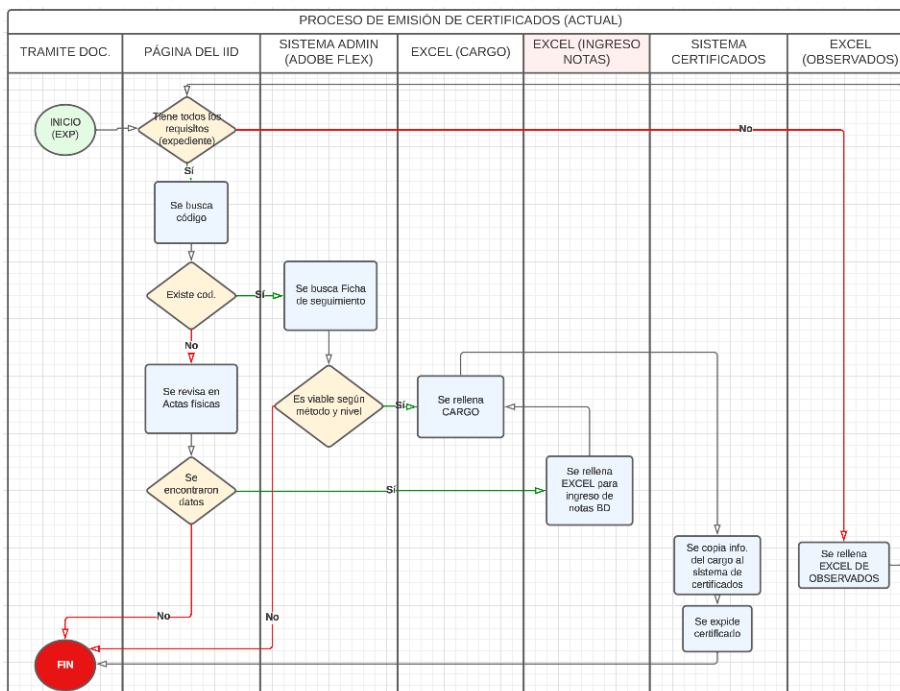 PROCESO DE EMISIÓN DE CERTIFICADOS (ACTUAL)
TRAMITE DOC.
PÁGINA DEL IID
SISTEMA ADMIN
(ADOBE FLEX)
EXCEL (CARGO)
EXCEL (INGRESO
NOTAS)
SISTEMA
CERTIFICADOS
EXCEL
(OBSERVADOS)
INICIO
(EXP)
Tiene todos los
requisitos
(expediente)
No
Sí
Se busca
código
Existe cod.
Sí
Se busca Ficha
de seguimiento
No
Se revisa en
Actas físicas
Es viable según
método y nivel
Sí
Se rellena
CARGO
Se
encontraron
datos
Sí
Se rellena
EXCEL para
ingreso de
notas BD
Se copia info.
del cargo al
sistema de
certificados
Se rellena
EXCEL DE
OBSERVADOS
No
No
Se expide
certificado
FIN